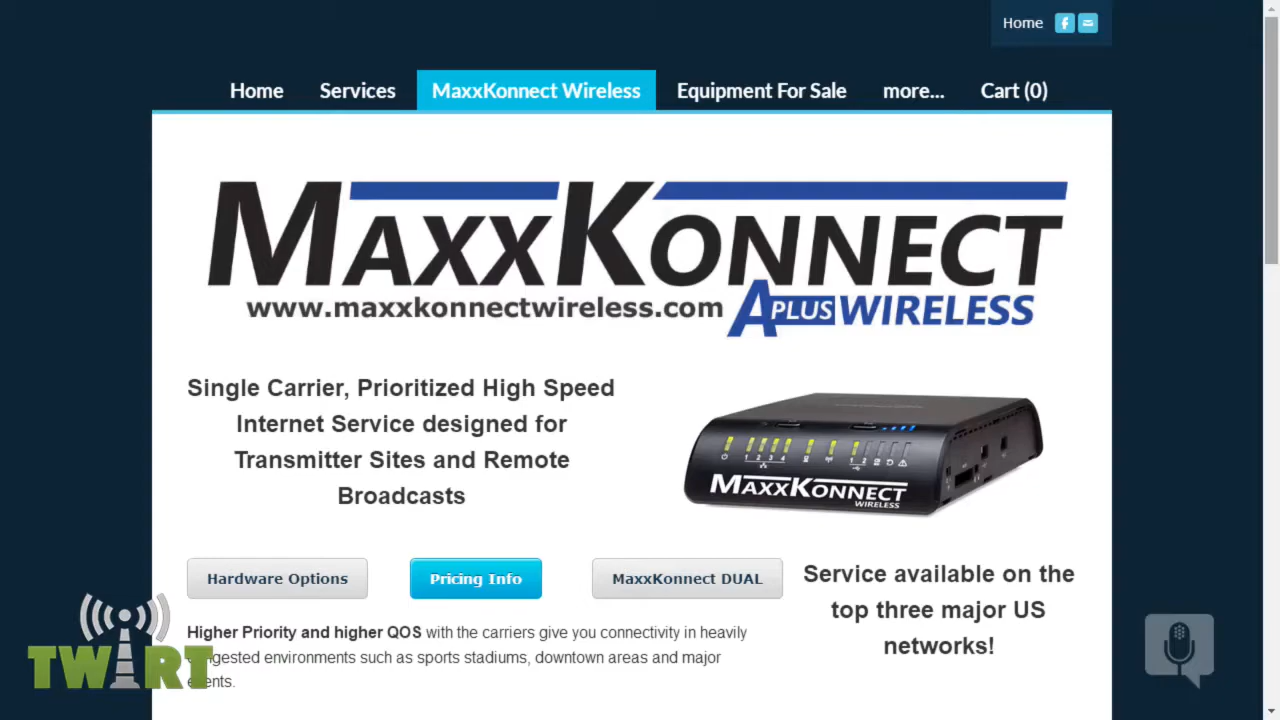 Home
Home Services MaxxKonnect Wireless Equipment For Sale more... Cart (0)
MAXXKONNECT
www.maxxkonnectwireless.com APLUS WIRELESS
Single Carrier, Prioritized High Speed
Internet Service designed for
Transmitter Sites and Remote
Broadcasts
MAXXKONNECT
WIRELESS
Hardware Options Pricing Info MaxxKonnect DUAL
Service available on the
top three major US
networks!
Higher Priority and higher QOS with the carriers give you connectivity in heavily
congested environments such as sports stadiums, downtown areas and major
events.
TWIRT